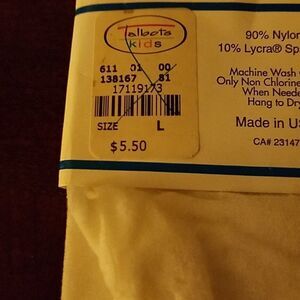 Talbots
kids
611 01 00
138167 81
17119173
SIZE L
$5.50
90% Nylon
10% Lycra® Sp
Machine Wash
Only Non Chlorine
When Neede
Hang to Dry
Made in U
CA# 23147